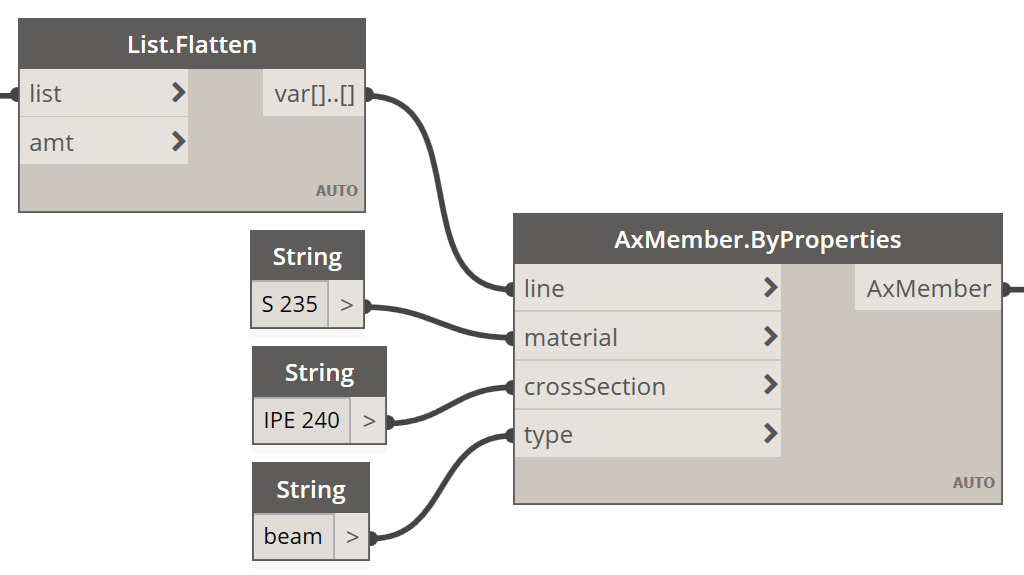 List.Flatten
list > var[]..[]
amt >
AUTO
String
S 235 >
String
IPE 240 >
String
beam >
AxMember.ByProperties
line > AxMember
material >
crossSection >
type >
AUTO